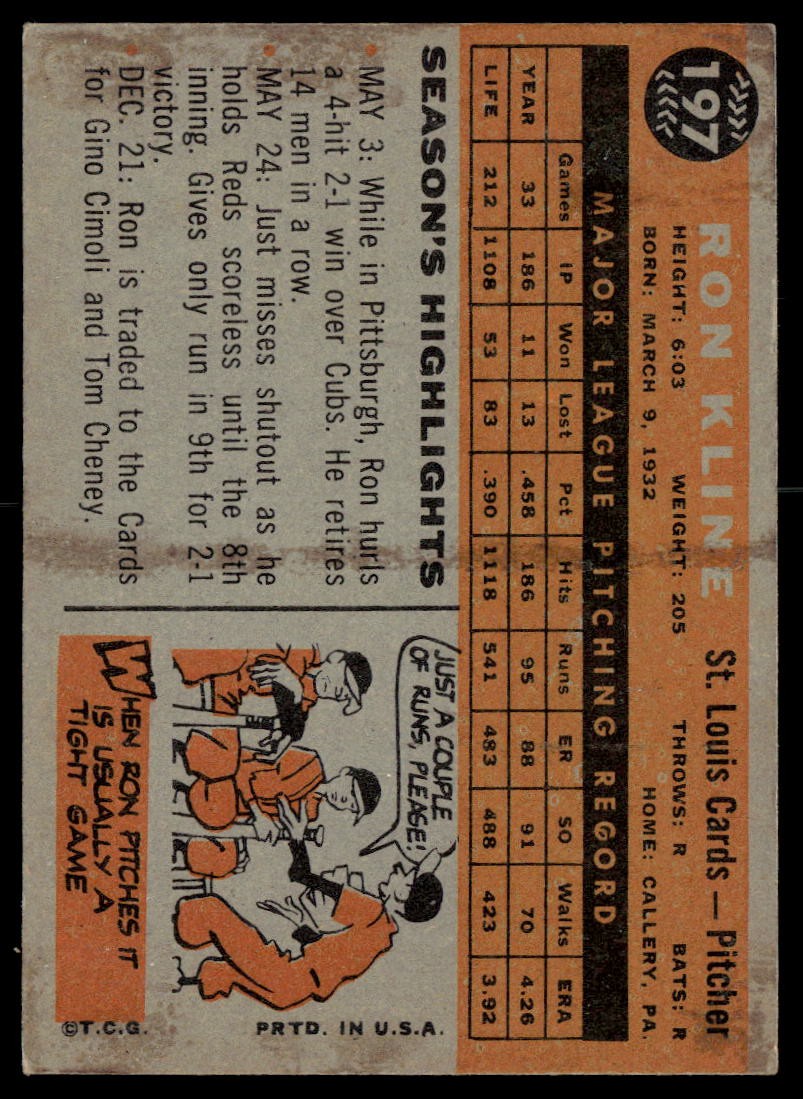 197
RON KLINE St. Louis Cards — Pitcher
HEIGHT: 6:03 WEIGHT: 205 THROWS: R BATS: R
BORN: MARCH 9, 1932 HOME: CALLERY, PA.
MAJOR LEAGUE PITCHING RECORD
Games IP Won Lost Pct Hits Runs ER SO Walks ERA
YEAR 33 186 11 13 .458 186 95 88 91 70 4.26
LIFE 212 1108 53 83 .390 1118 541 483 488 423 3.92
SEASON'S HIGHLIGHTS
• MAY 3: While in Pittsburgh, Ron hurls
a 4-hit 2-1 win over Cubs. He retires
14 men in a row.
• MAY 24: Just misses shutout as he
holds Reds scoreless until the 8th
inning. Gives only run in 9th for 2-1
victory.
• DEC. 21: Ron is traded to the Cards
for Gino Cimoli and Tom Cheney.
JUST A COUPLE
OF RUNS, PLEASE!
WHEN RON PITCHES IT
IS USUALLY A
TIGHT GAME
©T.C.G.
PRTD. IN U.S.A.